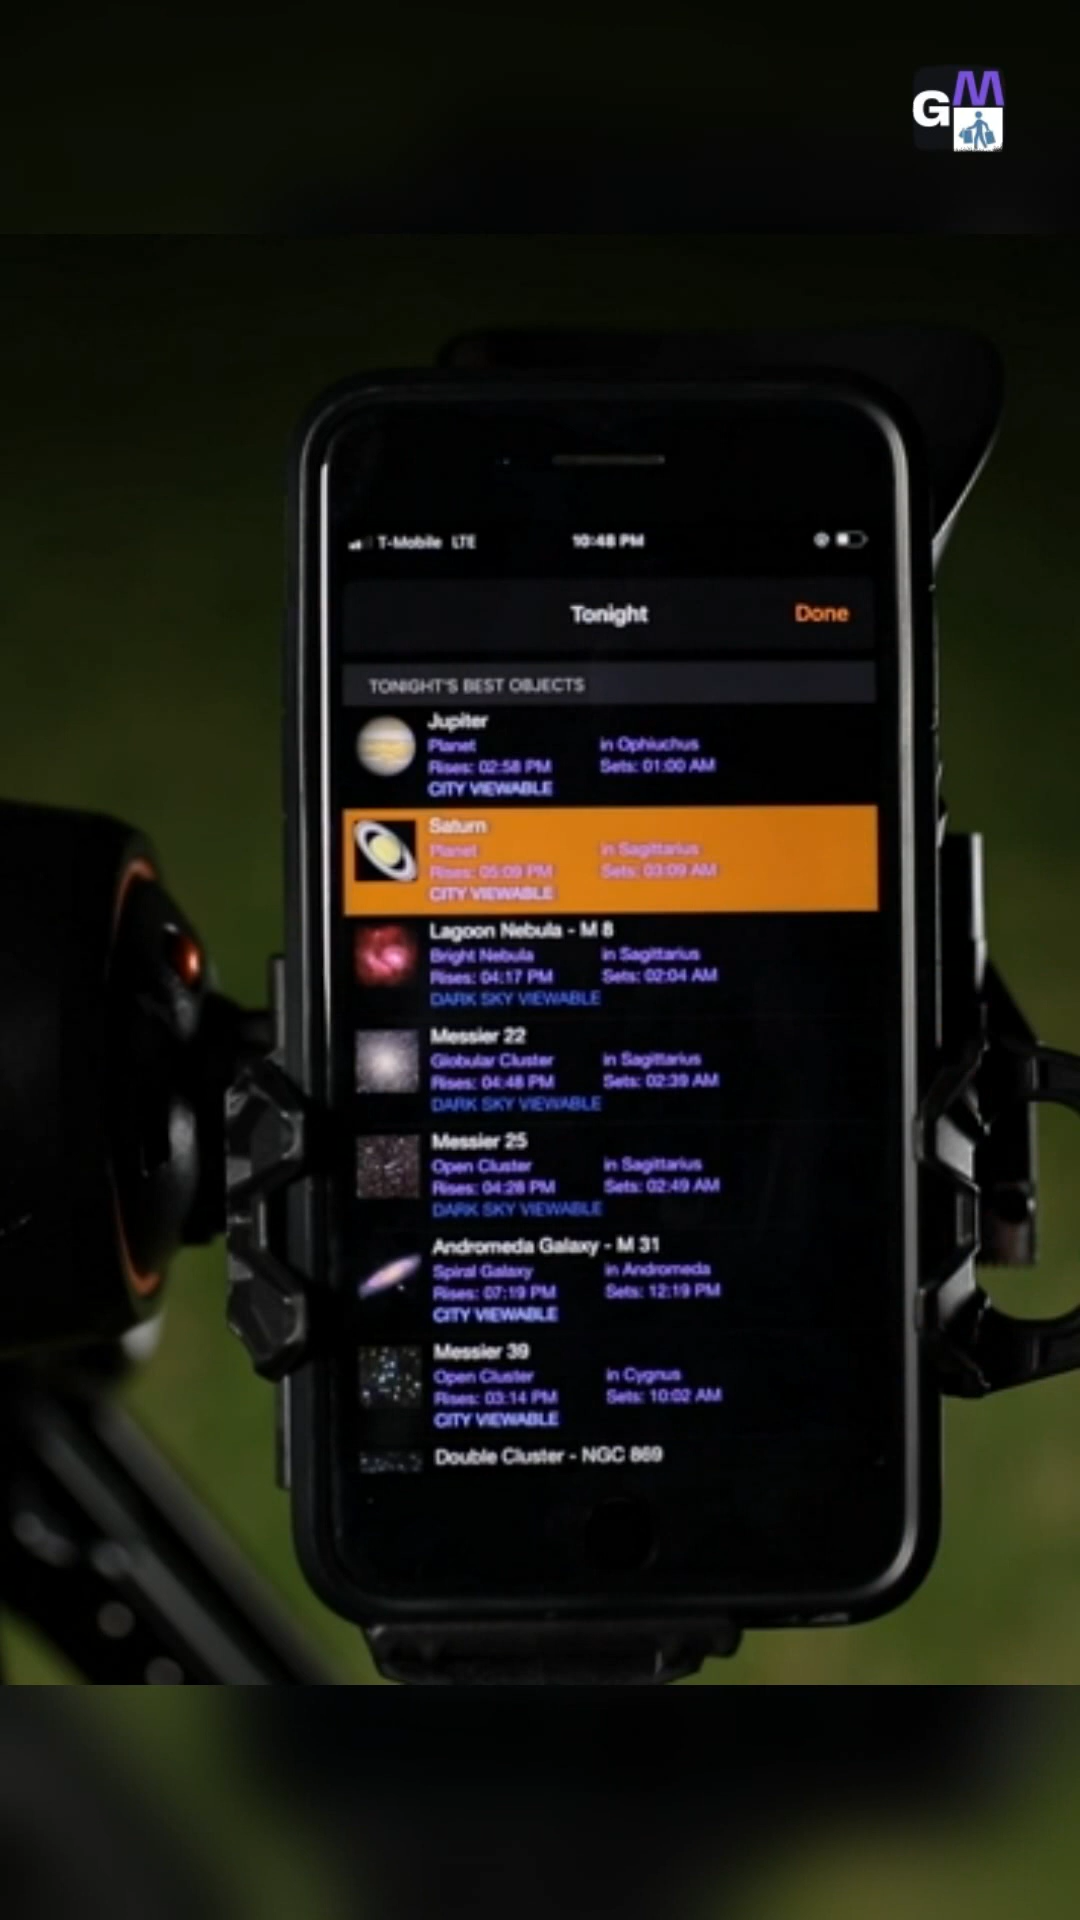 GM
T-Mobile LTE 10:48 PM
Tonight Done
TONIGHT'S BEST OBJECTS
Jupiter
Planet in Ophiuchus
Rises: 02:58 PM Sets: 01:00 AM
CITY VIEWABLE
Saturn
Planet in Sagittarius
Rises: 05:09 PM Sets: 03:09 AM
CITY VIEWABLE
Lagoon Nebula - M 8
Bright Nebula in Sagittarius
Rises: 04:17 PM Sets: 02:04 AM
DARK SKY VIEWABLE
Messier 22
Globular Cluster in Sagittarius
Rises: 04:48 PM Sets: 02:39 AM
DARK SKY VIEWABLE
Messier 25
Open Cluster in Sagittarius
Rises: 04:28 PM Sets: 02:49 AM
DARK SKY VIEWABLE
Andromeda Galaxy - M 31
Spiral Galaxy in Andromeda
Rises: 07:19 PM Sets: 12:19 PM
CITY VIEWABLE
Messier 39
Open Cluster in Cygnus
Rises: 03:14 PM Sets: 10:02 AM
CITY VIEWABLE
Double Cluster - NGC 869